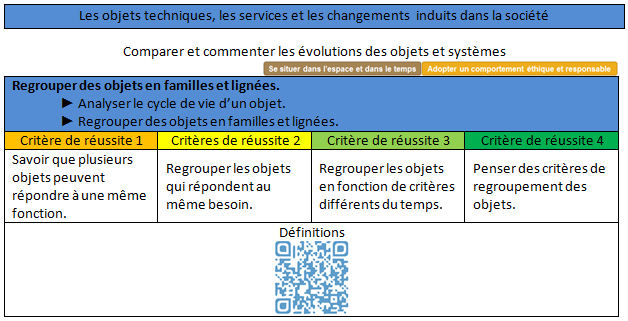 Les objets techniques, les services et les changements induits dans la société
Comparer et commenter les évolutions des objets et systèmes
Se situer dans l'espace et dans le temps
Adopter un comportement éthique et responsable
Regrouper des objets en familles et lignées.
► Analyser le cycle de vie d'un objet.
► Regrouper des objets en familles et lignées.
Critère de réussite 1
Critères de réussite 2
Critère de réussite 3
Critère de réussite 4
Savoir que plusieurs
objets peuvent
répondre à une même
fonction.
Regrouper les objets
qui répondent au
même besoin.
Regrouper les objets
en fonction de critères
différents du temps.
Penser des critères de
regroupement des
objets.
Définitions